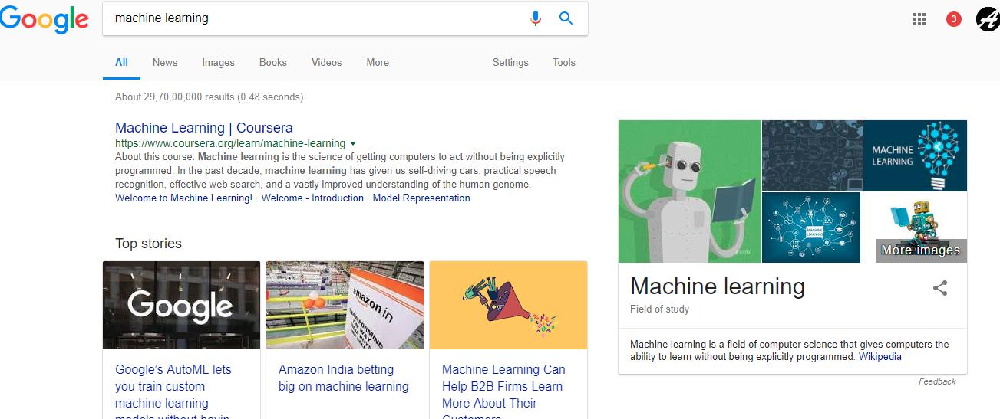 Google
machine learning
3
All News Images Books Videos More Settings Tools
About 29,70,00,000 results (0.48 seconds)
Machine Learning | Coursera
https://www.coursera.org/learn/machine-learning
About this course: Machine learning is the science of getting computers to act without being explicitly
programmed. In the past decade, machine learning has given us self-driving cars, practical speech
recognition, effective web search, and a vastly improved understanding of the human genome.
Welcome to Machine Learning! · Welcome - Introduction · Model Representation
Top stories
Google
Google’s AutoML lets
you train custom
machine learning
amazon.in
TRANSFORMING
THE WAY
Amazon India betting
big on machine learning
Machine Learning Can
Help B2B Firms Learn
More About Their
Customers
MACHINE
LEARNING
MACHINE
LEARNING
More images
Machine learning
Field of study
Machine learning is a field of computer science that gives computers the
ability to learn without being explicitly programmed. Wikipedia
Feedback